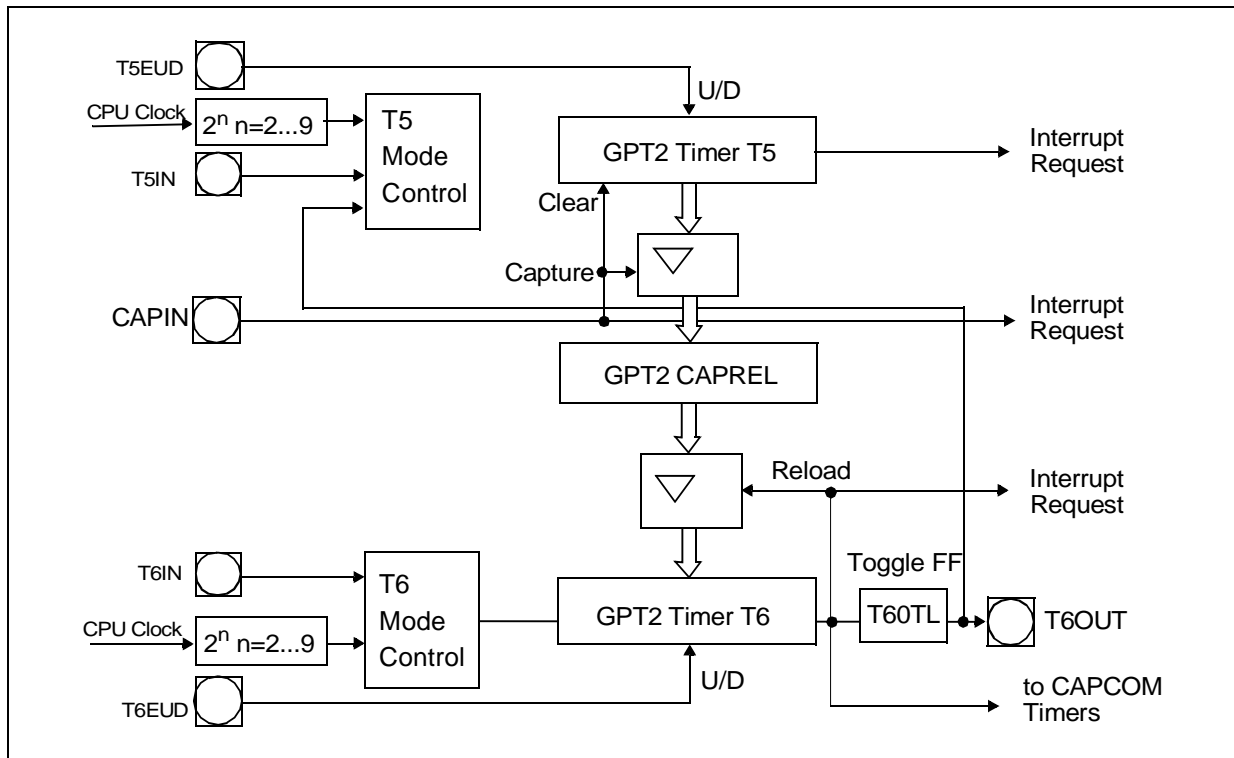 T5EUD
U/D
CPU Clock
2ⁿ n=2...9
T5
Mode
Control
GPT2 Timer T5
Interrupt
Request
T5IN
Clear
Capture
CAPIN
Interrupt
Request
GPT2 CAPREL
Reload
Interrupt
Request
T6IN
T6
Mode
Control
Toggle FF
GPT2 Timer T6
T60TL
T6OUT
CPU Clock
2ⁿ n=2...9
U/D
T6EUD
to CAPCOM
Timers